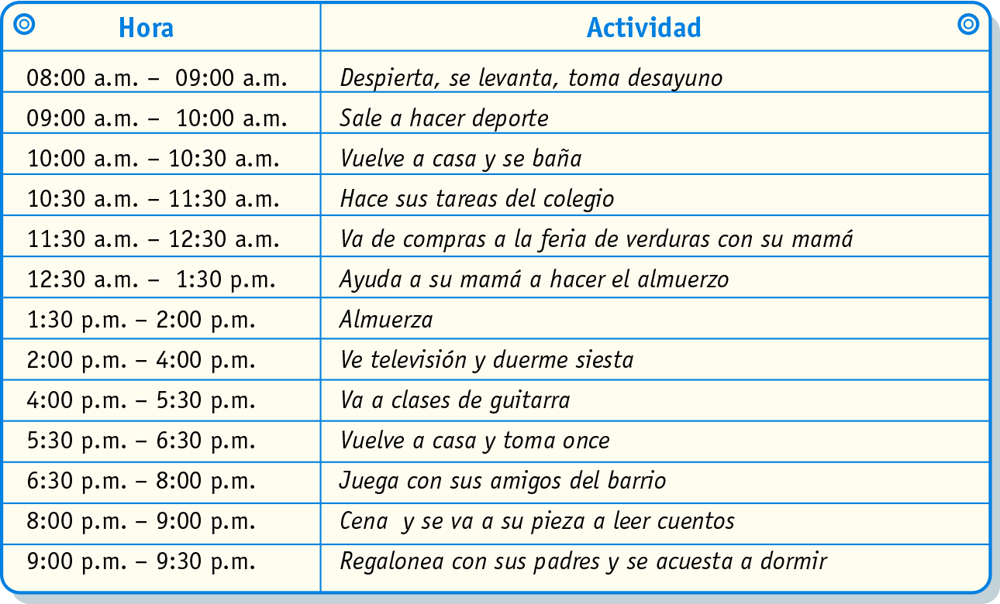 Hora Actividad
08:00 a.m. – 09:00 a.m. Despierta, se levanta, toma desayuno
09:00 a.m. – 10:00 a.m. Sale a hacer deporte
10:00 a.m. – 10:30 a.m. Vuelve a casa y se baña
10:30 a.m. – 11:30 a.m. Hace sus tareas del colegio
11:30 a.m. – 12:30 a.m. Va de compras a la feria de verduras con su mamá
12:30 a.m. – 1:30 p.m. Ayuda a su mamá a hacer el almuerzo
1:30 p.m. – 2:00 p.m. Almuerza
2:00 p.m. – 4:00 p.m. Ve televisión y duerme siesta
4:00 p.m. – 5:30 p.m. Va a clases de guitarra
5:30 p.m. – 6:30 p.m. Vuelve a casa y toma once
6:30 p.m. – 8:00 p.m. Juega con sus amigos del barrio
8:00 p.m. – 9:00 p.m. Cena y se va a su pieza a leer cuentos
9:00 p.m. – 9:30 p.m. Regalonea con sus padres y se acuesta a dormir